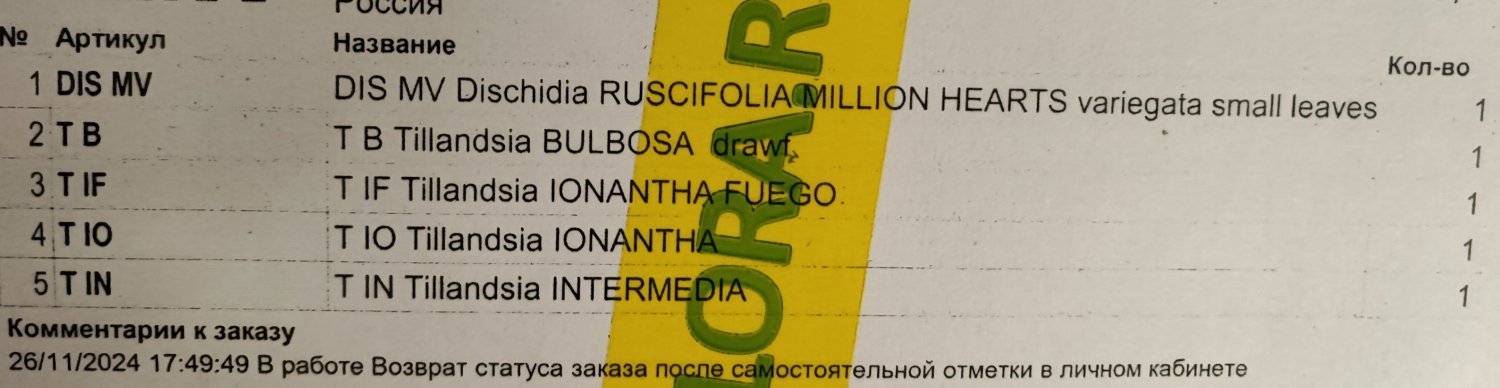 Россия
№ Артикул Название Кол-во
1 DIS MV DIS MV Dischidia RUSCIFOLIA MILLION HEARTS variegata small leaves 1
2 T B T B Tillandsia BULBOSA drawf, 1
3 T IF T IF Tillandsia IONANTHA FUEGO 1
4 T IO T IO Tillandsia IONANTHA 1
5 T IN T IN Tillandsia INTERMEDIA 1
Комментарии к заказу
26/11/2024 17:49:49 В работе Возврат статуса заказа после самостоятельной отметки в личном кабинете
LORA.R